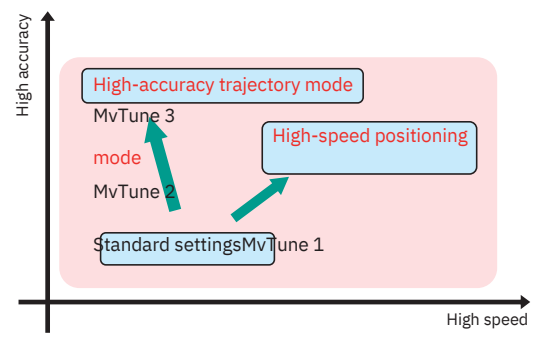 High accuracy
High-accuracy trajectory mode
MvTune 3
High-speed positioning
mode
MvTune 2
Standard settingsMvTune 1
High speed